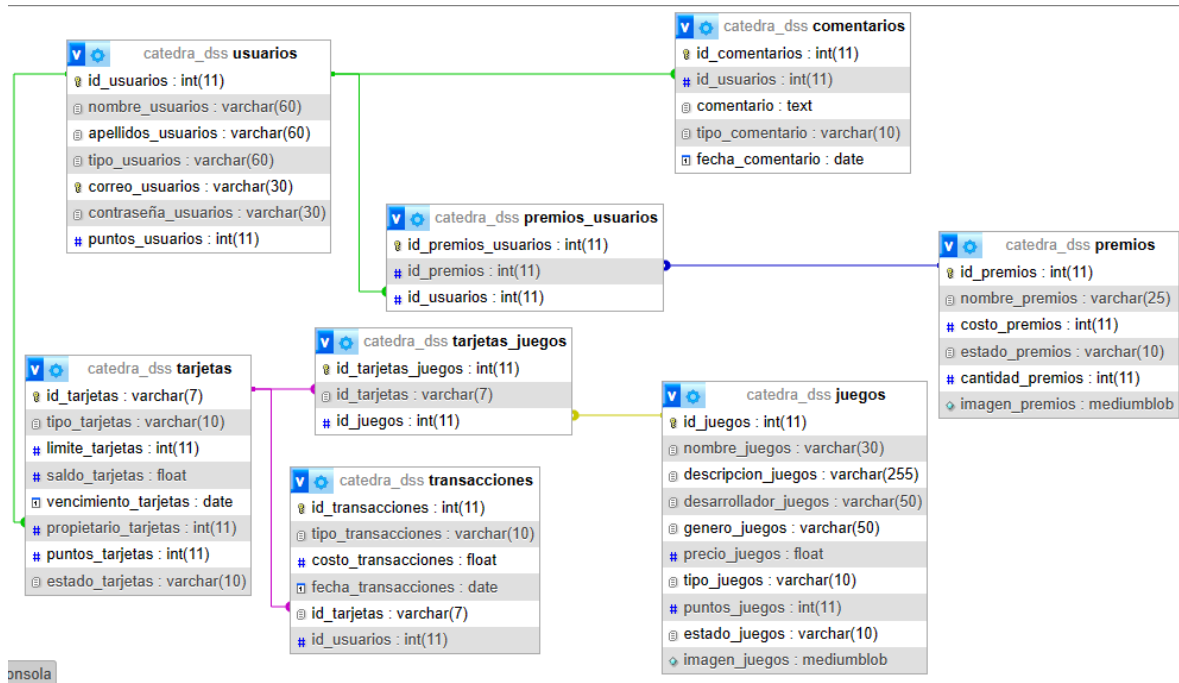 catedra_dss usuarios
id_usuarios : int(11)
nombre_usuarios : varchar(60)
apellidos_usuarios : varchar(60)
tipo_usuarios : varchar(60)
correo_usuarios : varchar(30)
contraseña_usuarios : varchar(30)
puntos_usuarios : int(11)
catedra_dss comentarios
id_comentarios : int(11)
id_usuarios : int(11)
comentario : text
tipo_comentario : varchar(10)
fecha_comentario : date
catedra_dss premios_usuarios
id_premios_usuarios : int(11)
id_premios : int(11)
id_usuarios : int(11)
catedra_dss premios
id_premios : int(11)
nombre_premios : varchar(25)
costo_premios : int(11)
estado_premios : varchar(10)
cantidad_premios : int(11)
imagen_premios : mediumblob
catedra_dss tarjetas_juegos
id_tarjetas_juegos : int(11)
id_tarjetas : varchar(7)
id_juegos : int(11)
catedra_dss tarjetas
id_tarjetas : varchar(7)
tipo_tarjetas : varchar(10)
limite_tarjetas : int(11)
saldo_tarjetas : float
vencimiento_tarjetas : date
propietario_tarjetas : int(11)
puntos_tarjetas : int(11)
estado_tarjetas : varchar(10)
catedra_dss juegos
id_juegos : int(11)
nombre_juegos : varchar(30)
descripcion_juegos : varchar(255)
desarrollador_juegos : varchar(50)
genero_juegos : varchar(50)
precio_juegos : float
tipo_juegos : varchar(10)
puntos_juegos : int(11)
estado_juegos : varchar(10)
imagen_juegos : mediumblob
catedra_dss transacciones
id_transacciones : int(11)
tipo_transacciones : varchar(10)
costo_transacciones : float
fecha_transacciones : date
id_tarjetas : varchar(7)
id_usuarios : int(11)
onsola